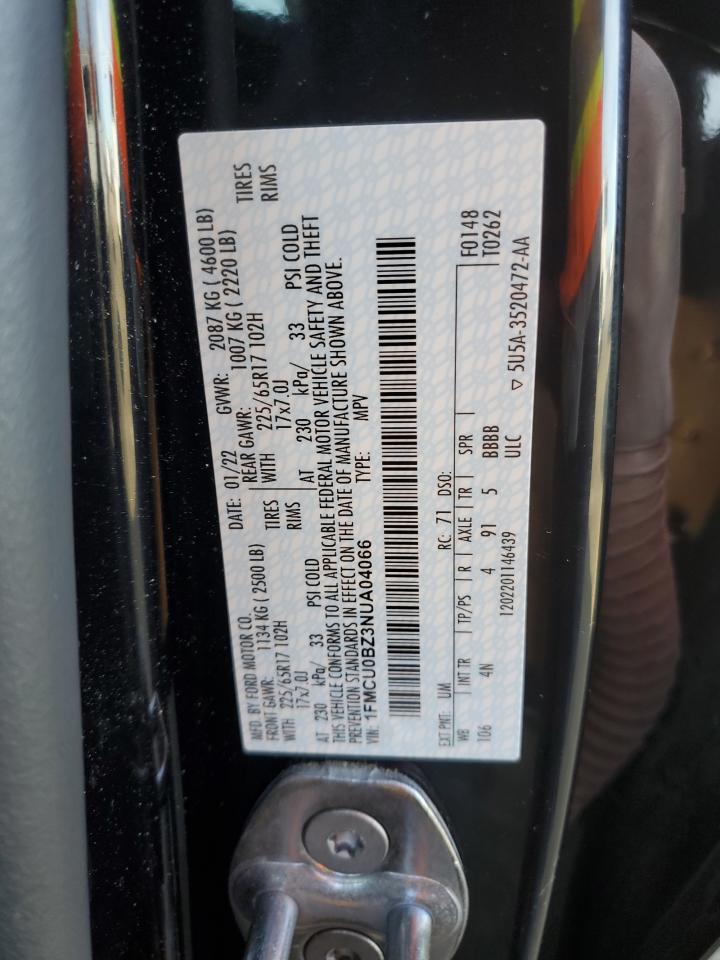 MFD. BY FORD MOTOR CO. DATE: 01/22 GVWR: 2087 KG ( 4600 LB)
FRONT GAWR: 1134 KG ( 2500 LB) REAR GAWR: 1007 KG ( 2220 LB)
WITH 225/65R17 102H TIRES WITH 225/65R17 102H TIRES
17x7.0J RIMS 17x7.0J RIMS
AT 230 kPa/ 33 PSI COLD AT 230 kPa/ 33 PSI COLD
THIS VEHICLE CONFORMS TO ALL APPLICABLE FEDERAL MOTOR VEHICLE SAFETY AND THEFT
PREVENTION STANDARDS IN EFFECT ON THE DATE OF MANUFACTURE SHOWN ABOVE.
VIN: 1FMCU0BZ3NUA04066 TYPE: MPV
EXT PNT: UM RC: 71 DSO: F0148
WB INT TR TP/PS R AXLE TR SPR T0262
106 4N 4 91 5 BBBB
1202201146439 ULC ▽ 5U5A-3520472-AA